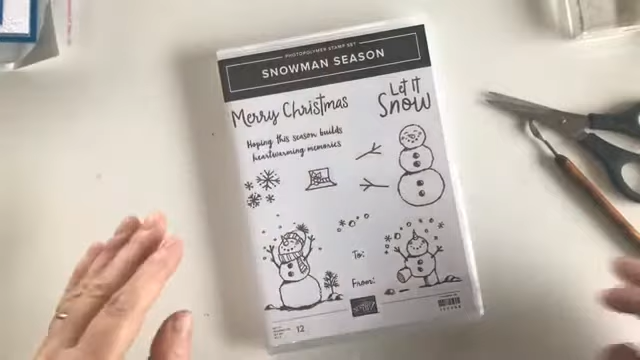 PHOTOPOLYMER STAMP SET
SNOWMAN SEASON
Merry Christmas
Let It
Snow
Hoping this season builds
heartwarming memories
To:
From:
12